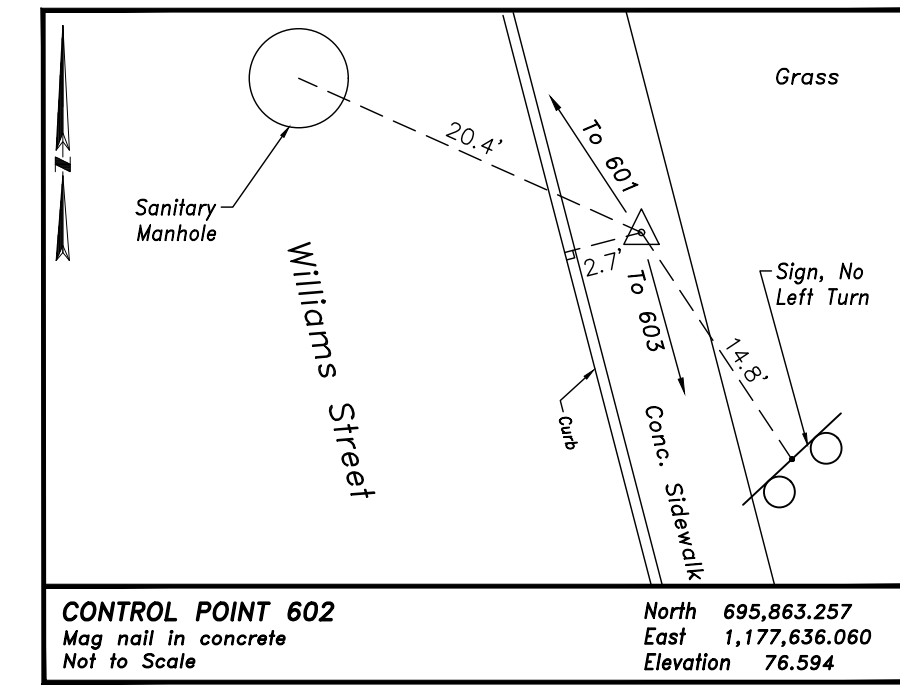 Grass
20.4'
To 601
Sanitary
Manhole
2.7'
Sign, No
Left Turn
Williams Street
To 603
14.8'
Curb
Conc. Sidewalk
N
CONTROL POINT 602
Mag nail in concrete
Not to Scale
North 695,863.257
East 1,177,636.060
Elevation 76.594